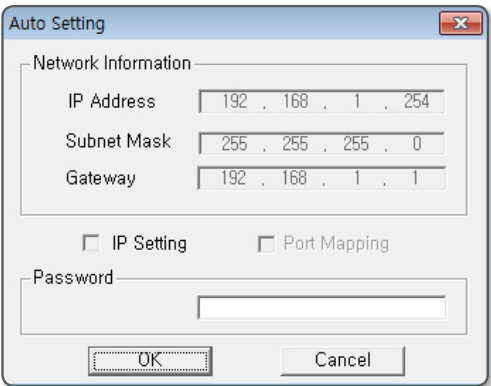 Auto Setting
Network Information
IP Address 192 . 168 . 1 . 254
Subnet Mask 255 . 255 . 255 . 0
Gateway 192 . 168 . 1 . 1
IP Setting Port Mapping
Password
OK Cancel